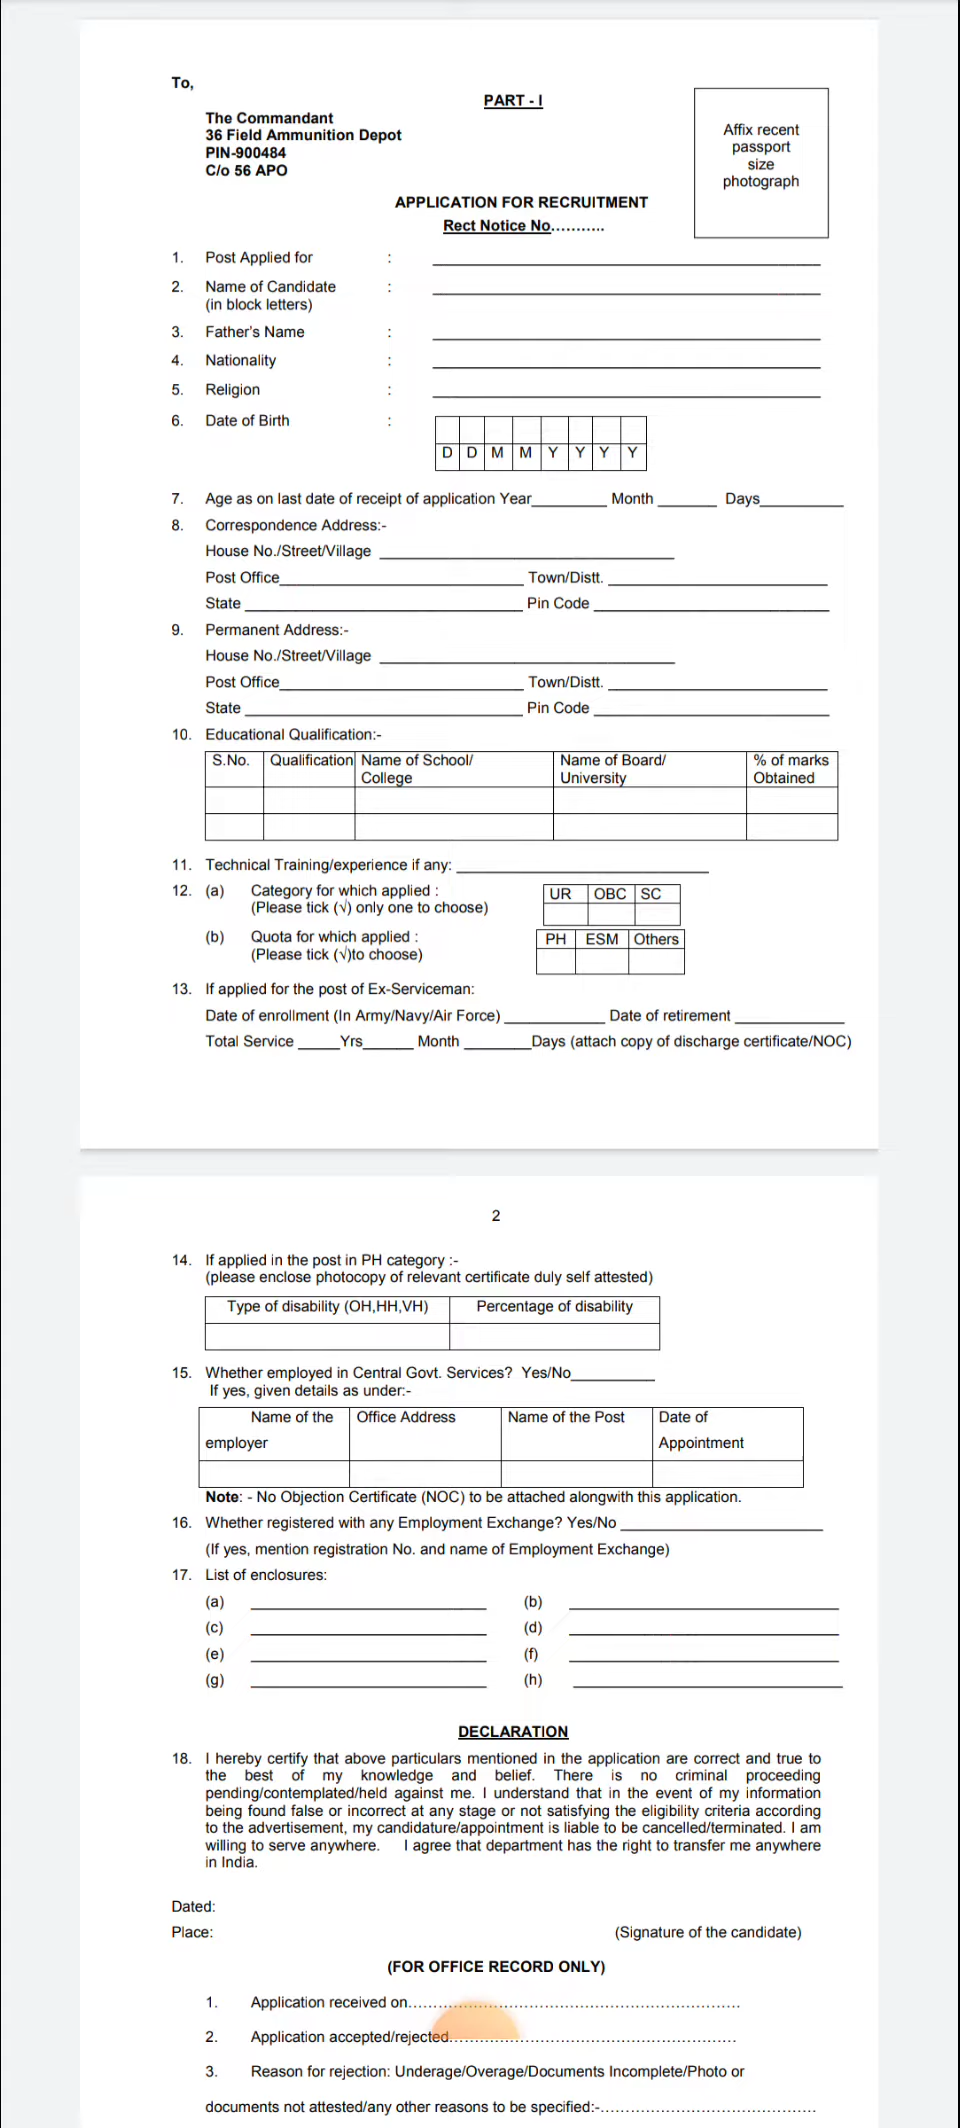 To,
PART - I
The Commandant
36 Field Ammunition Depot
PIN-900484
C/o 56 APO
Affix recent
passport
size
photograph
APPLICATION FOR RECRUITMENT
Rect Notice No...........
1. Post Applied for :
2. Name of Candidate :
(in block letters)
3. Father's Name :
4. Nationality :
5. Religion :
6. Date of Birth :
D D M M Y Y Y Y
7. Age as on last date of receipt of application Year_________ Month _______ Days__________
8. Correspondence Address:-
House No./Street/Village
Post Office Town/Distt.
State Pin Code
9. Permanent Address:-
House No./Street/Village
Post Office Town/Distt.
State Pin Code
10. Educational Qualification:-
S.No. Qualification Name of School/ Name of Board/ % of marks
College University Obtained
11. Technical Training/experience if any:
12. (a) Category for which applied : UR OBC SC
(Please tick (√) only one to choose)
(b) Quota for which applied : PH ESM Others
(Please tick (√)to choose)
13. If applied for the post of Ex-Serviceman:
Date of enrollment (In Army/Navy/Air Force) ____________ Date of retirement _____________
Total Service _____Yrs______ Month ________Days (attach copy of discharge certificate/NOC)
2
14. If applied in the post in PH category :-
(please enclose photocopy of relevant certificate duly self attested)
Type of disability (OH,HH,VH) Percentage of disability
15. Whether employed in Central Govt. Services? Yes/No__________
If yes, given details as under:-
Name of the Office Address Name of the Post Date of
employer Appointment
Note: - No Objection Certificate (NOC) to be attached alongwith this application.
16. Whether registered with any Employment Exchange? Yes/No
(If yes, mention registration No. and name of Employment Exchange)
17. List of enclosures:
(a) (b)
(c) (d)
(e) (f)
(g) (h)
DECLARATION
18. I hereby certify that above particulars mentioned in the application are correct and true to
the best of my knowledge and belief. There is no criminal proceeding
pending/contemplated/held against me. I understand that in the event of my information
being found false or incorrect at any stage or not satisfying the eligibility criteria according
to the advertisement, my candidature/appointment is liable to be cancelled/terminated. I am
willing to serve anywhere. I agree that department has the right to transfer me anywhere
in India.
Dated:
Place: (Signature of the candidate)
(FOR OFFICE RECORD ONLY)
1. Application received on....................................................................
2. Application accepted/rejected............................................................
3. Reason for rejection: Underage/Overage/Documents Incomplete/Photo or
documents not attested/any other reasons to be specified:-............................................